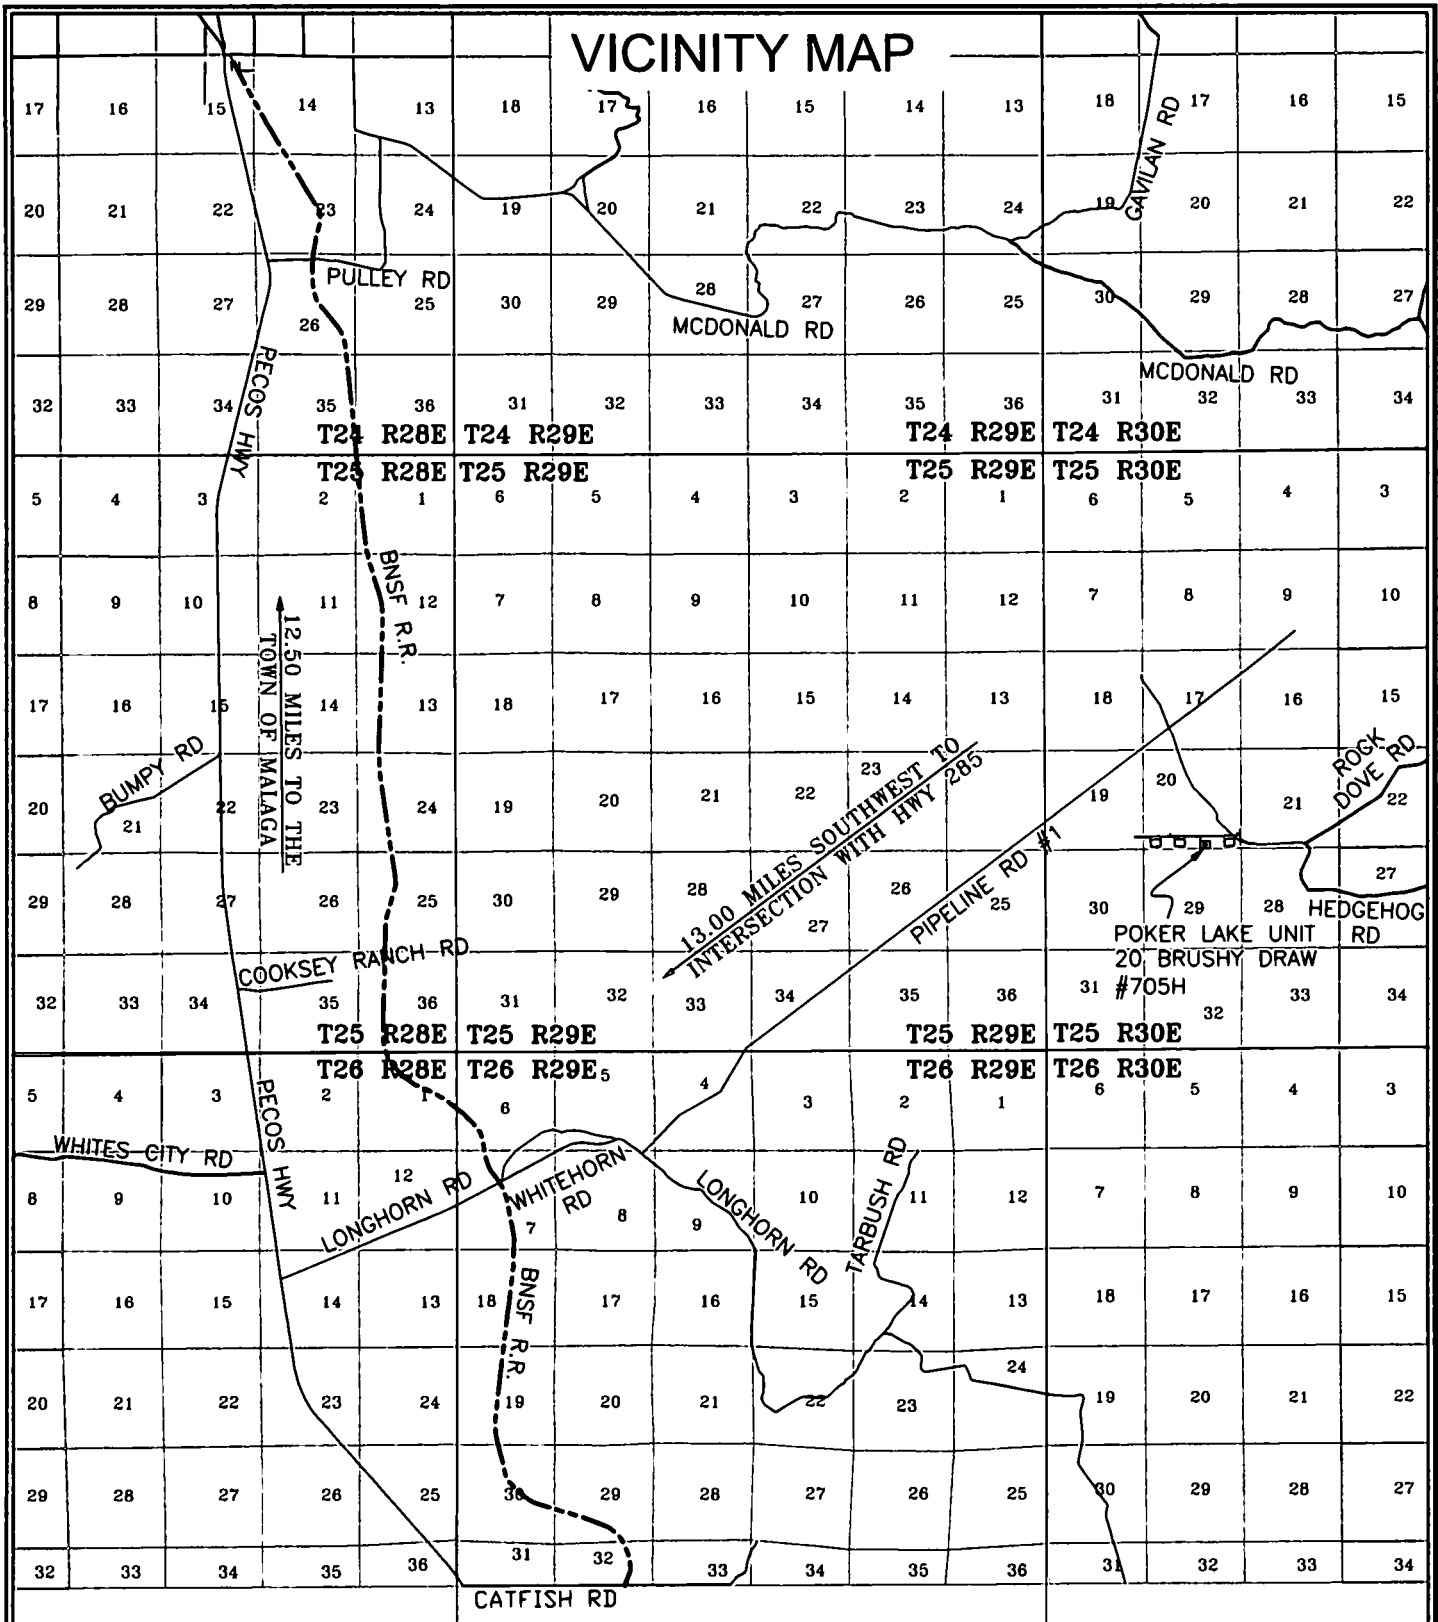 VICINITY MAP
17 16 15 14 13 18 17 16 15 14 13 18 17 16 15
GAVILAN RD
20 21 22 23 24 19 20 21 22 23 24 19 20 21 22
PULLEY RD
29 28 27 26 25 30 29 28 27 26 25 30 29 28 27
MCDONALD RD
MCDONALD RD
PECOS HWY
32 33 34 35 36 31 32 33 34 35 36 31 32 33 34
T24 R28E T24 R29E T24 R29E T24 R30E
T25 R28E T25 R29E T25 R29E T25 R30E
5 4 3 2 1 6 5 4 3 2 1 6 5 4 3
BNSF R.R.
8 9 10 11 12 7 8 9 10 11 12 7 8 9 10
12.50 MILES TO THE
TOWN OF MALAGA
17 16 15 14 13 18 17 16 15 14 13 18 17 16 15
BUMPY RD
ROCK
DOVE RD
20 21 22 23 24 19 20 21 22 23 19 20 21 22
13.00 MILES SOUTHWEST TO
INTERSECTION WITH HWY 285
PIPELINE RD #1
29 28 27 26 25 30 29 28 27 26 25 30 29 28 27
HEDGEHOG
RD
POKER LAKE UNIT
20 BRUSHY DRAW
#705H
COOKSEY RANCH RD
32 33 34 35 36 31 32 33 34 35 36 31 32 33 34
T25 R28E T25 R29E T25 R29E T25 R30E
T26 R28E T26 R29E T26 R29E T26 R30E
5 4 3 2 1 6 5 4 3 2 1 6 5 4 3
PECOS HWY
WHITES CITY RD
8 9 10 11 12 7 8 9 10 11 12 7 8 9 10
LONGHORN RD
WHITEHORN
RD
LONGHORN RD
TARBUSH RD
17 16 15 14 13 18 17 16 15 14 13 18 17 16 15
BNSF R.R.
20 21 22 23 24 19 20 21 22 23 24 19 20 21 22
29 28 27 26 25 30 29 28 27 26 25 30 29 28 27
32 33 34 35 36 31 32 33 34 35 36 31 32 33 34
CATFISH RD